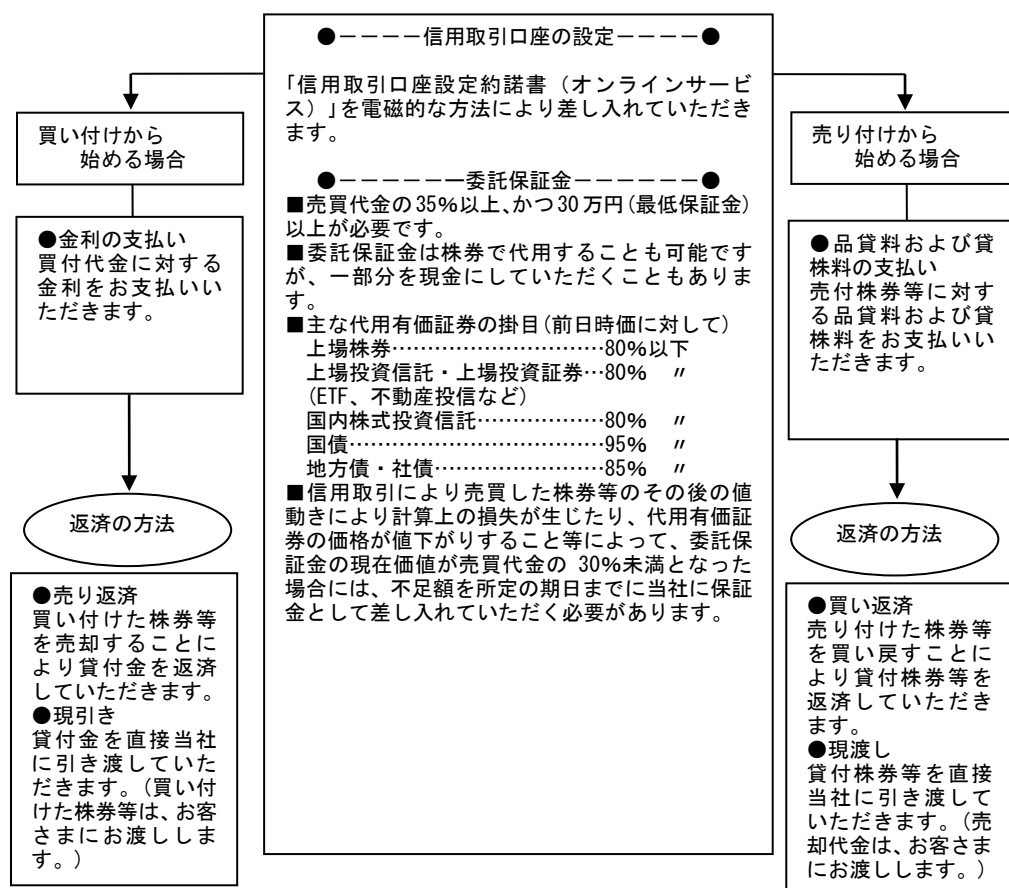 ●ーーーー信用取引口座の設定ーーーー●
「信用取引口座設定約諾書（オンラインサービ
ス）」を電磁的な方法により差し入れていただき
ます。
●ーーーーーー委託保証金ーーーーーー●
■売買代金の35％以上、かつ30万円（最低保証金）
以上が必要です。
■委託保証金は株券で代用することも可能です
が、一部分を現金にしていただくこともありま
す。
■主な代用有価証券の掛目（前日時価に対して）
上場株券…………………………80％以下
上場投資信託・上場投資証券…80％　〃
（ETF、不動産投信など）
国内株式投資信託………………80％　〃
国債………………………………95％　〃
地方債・社債……………………85％　〃
■信用取引により売買した株券等のその後の値
動きにより計算上の損失が生じたり、代用有価証
券の価格が値下がりすること等によって、委託保
証金の現在価値が売買代金の 30％未満となった
場合には、不足額を所定の期日までに当社に保証
金として差し入れていただく必要があります。
買い付けから
始める場合
●金利の支払い
買付代金に対する
金利をお支払いい
ただきます。
返済の方法
●売り返済
買い付けた株券等
を売却することに
より貸付金を返済
していただきます。
●現引き
貸付金を直接当社
に引き渡していた
だきます。（買い付
けた株券等は、お客
さまにお渡ししま
す。）
売り付けから
始める場合
●品貸料および貸
株料の支払い
売付株券等に対す
る品貸料および貸
株料をお支払いい
ただきます。
返済の方法
●買い返済
売り付けた株券等
を買い戻すことに
より貸付株券等を
返済していただき
ます。
●現渡し
貸付株券等を直接
当社に引き渡して
いただきます。（売
却代金は、お客さま
にお渡しします。）